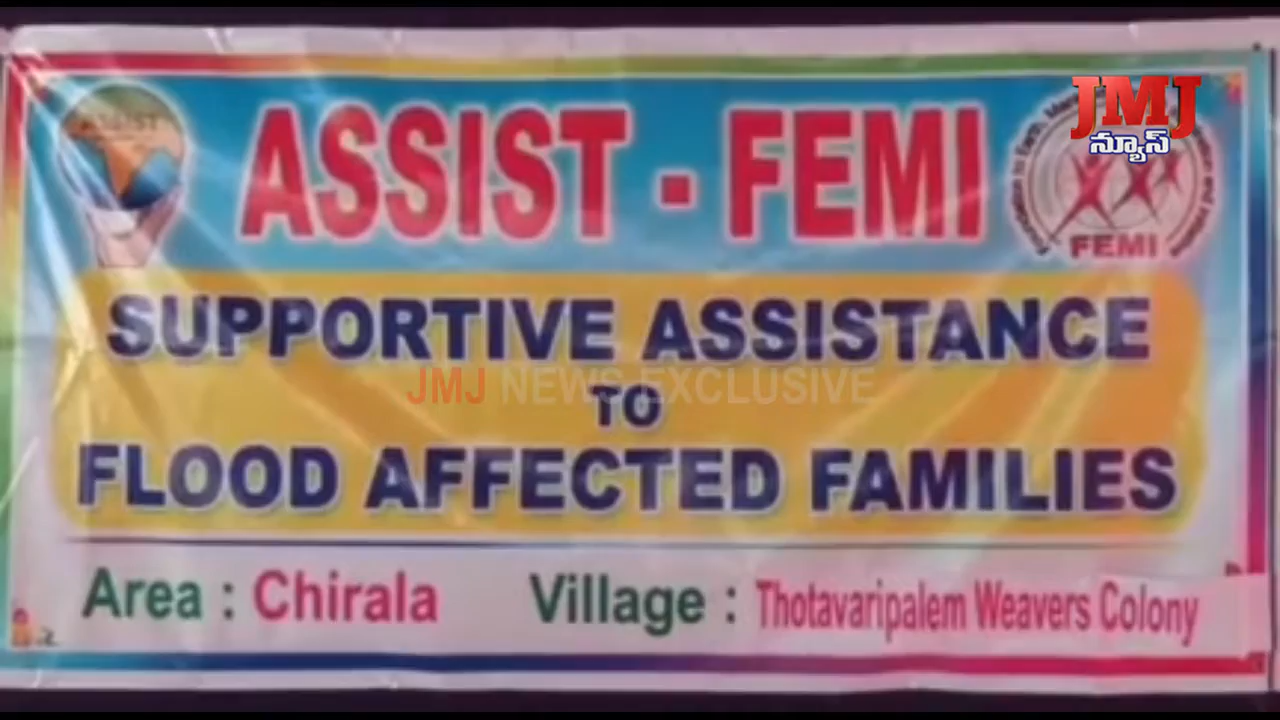 ASSIST
ASSIST - FEMI
JMJ
న్యూస్
FEMI
SUPPORTIVE ASSISTANCE
JMJ NEWS EXCLUSIVE
TO
FLOOD AFFECTED FAMILIES
Area : Chirala Village : Thotavaripalem Weavers Colony